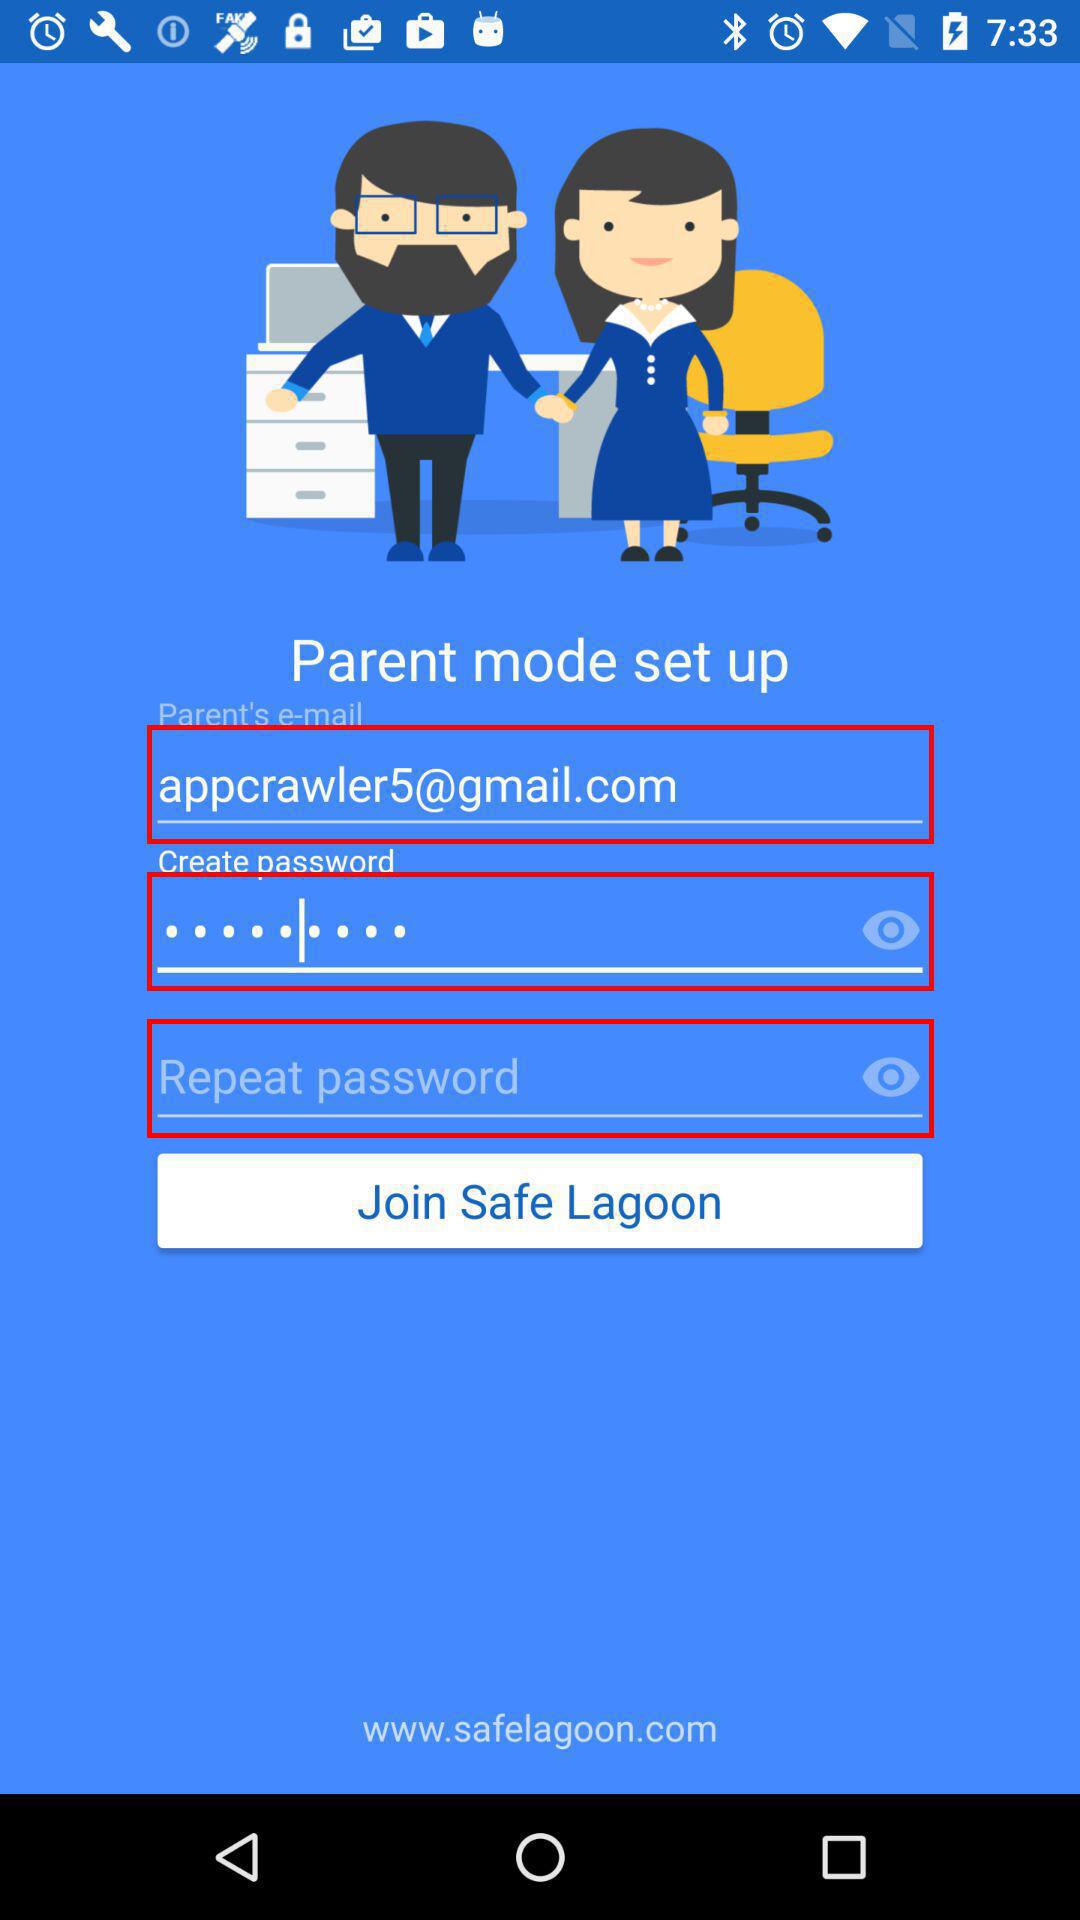 FAKE
7:33
Parent mode set up
Parent's e-mail
appcrawler5@gmail.com
Create password
Repeat password
Join Safe Lagoon
www.safelagoon.com